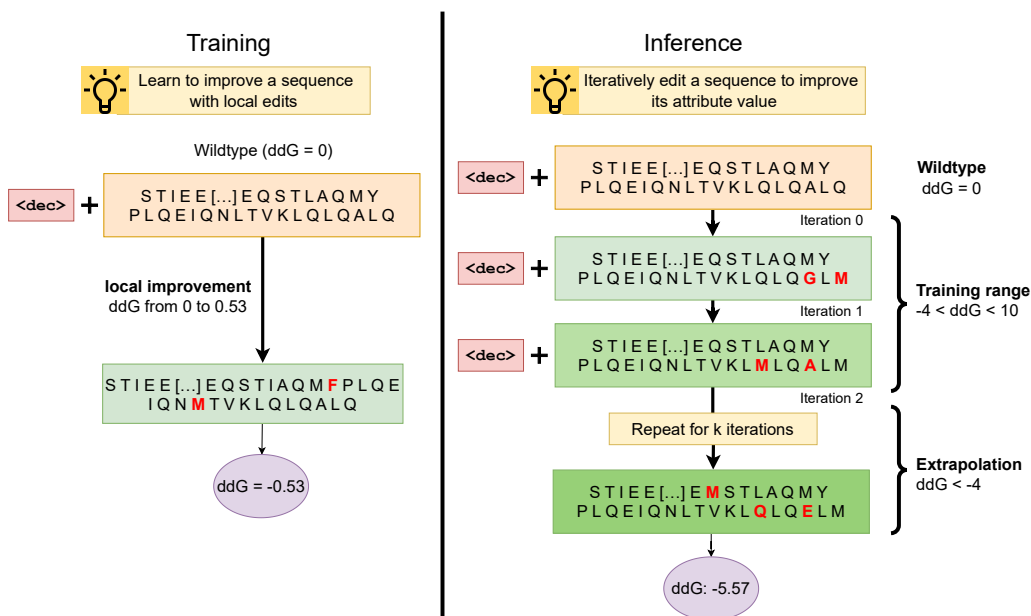 Training
Learn to improve a sequence
with local edits
Wildtype (ddG = 0)
<dec>
+
S T I E E [...] E Q S T L A Q M Y
P L Q E I Q N L T V K L Q L Q A L Q
local improvement
ddG from 0 to 0.53
S T I E E [...] E Q S T I A Q M F P L Q E
I Q N M T V K L Q L Q A L Q
ddG = -0.53
Inference
Iteratively edit a sequence to improve
its attribute value
<dec>
+
S T I E E [...] E Q S T L A Q M Y
P L Q E I Q N L T V K L Q L Q A L Q
Wildtype
ddG = 0
Iteration 0
<dec>
+
S T I E E [...] E Q S T L A Q M Y
P L Q E I Q N L T V K L Q L Q G L M
Iteration 1
Training range
-4 < ddG < 10
<dec>
+
S T I E E [...] E Q S T L A Q M Y
P L Q E I Q N L T V K L M L Q A L M
Iteration 2
Repeat for k iterations
Extrapolation
ddG < -4
S T I E E [...] E M S T L A Q M Y
P L Q E I Q N L T V K L Q L Q E L M
ddG: -5.57